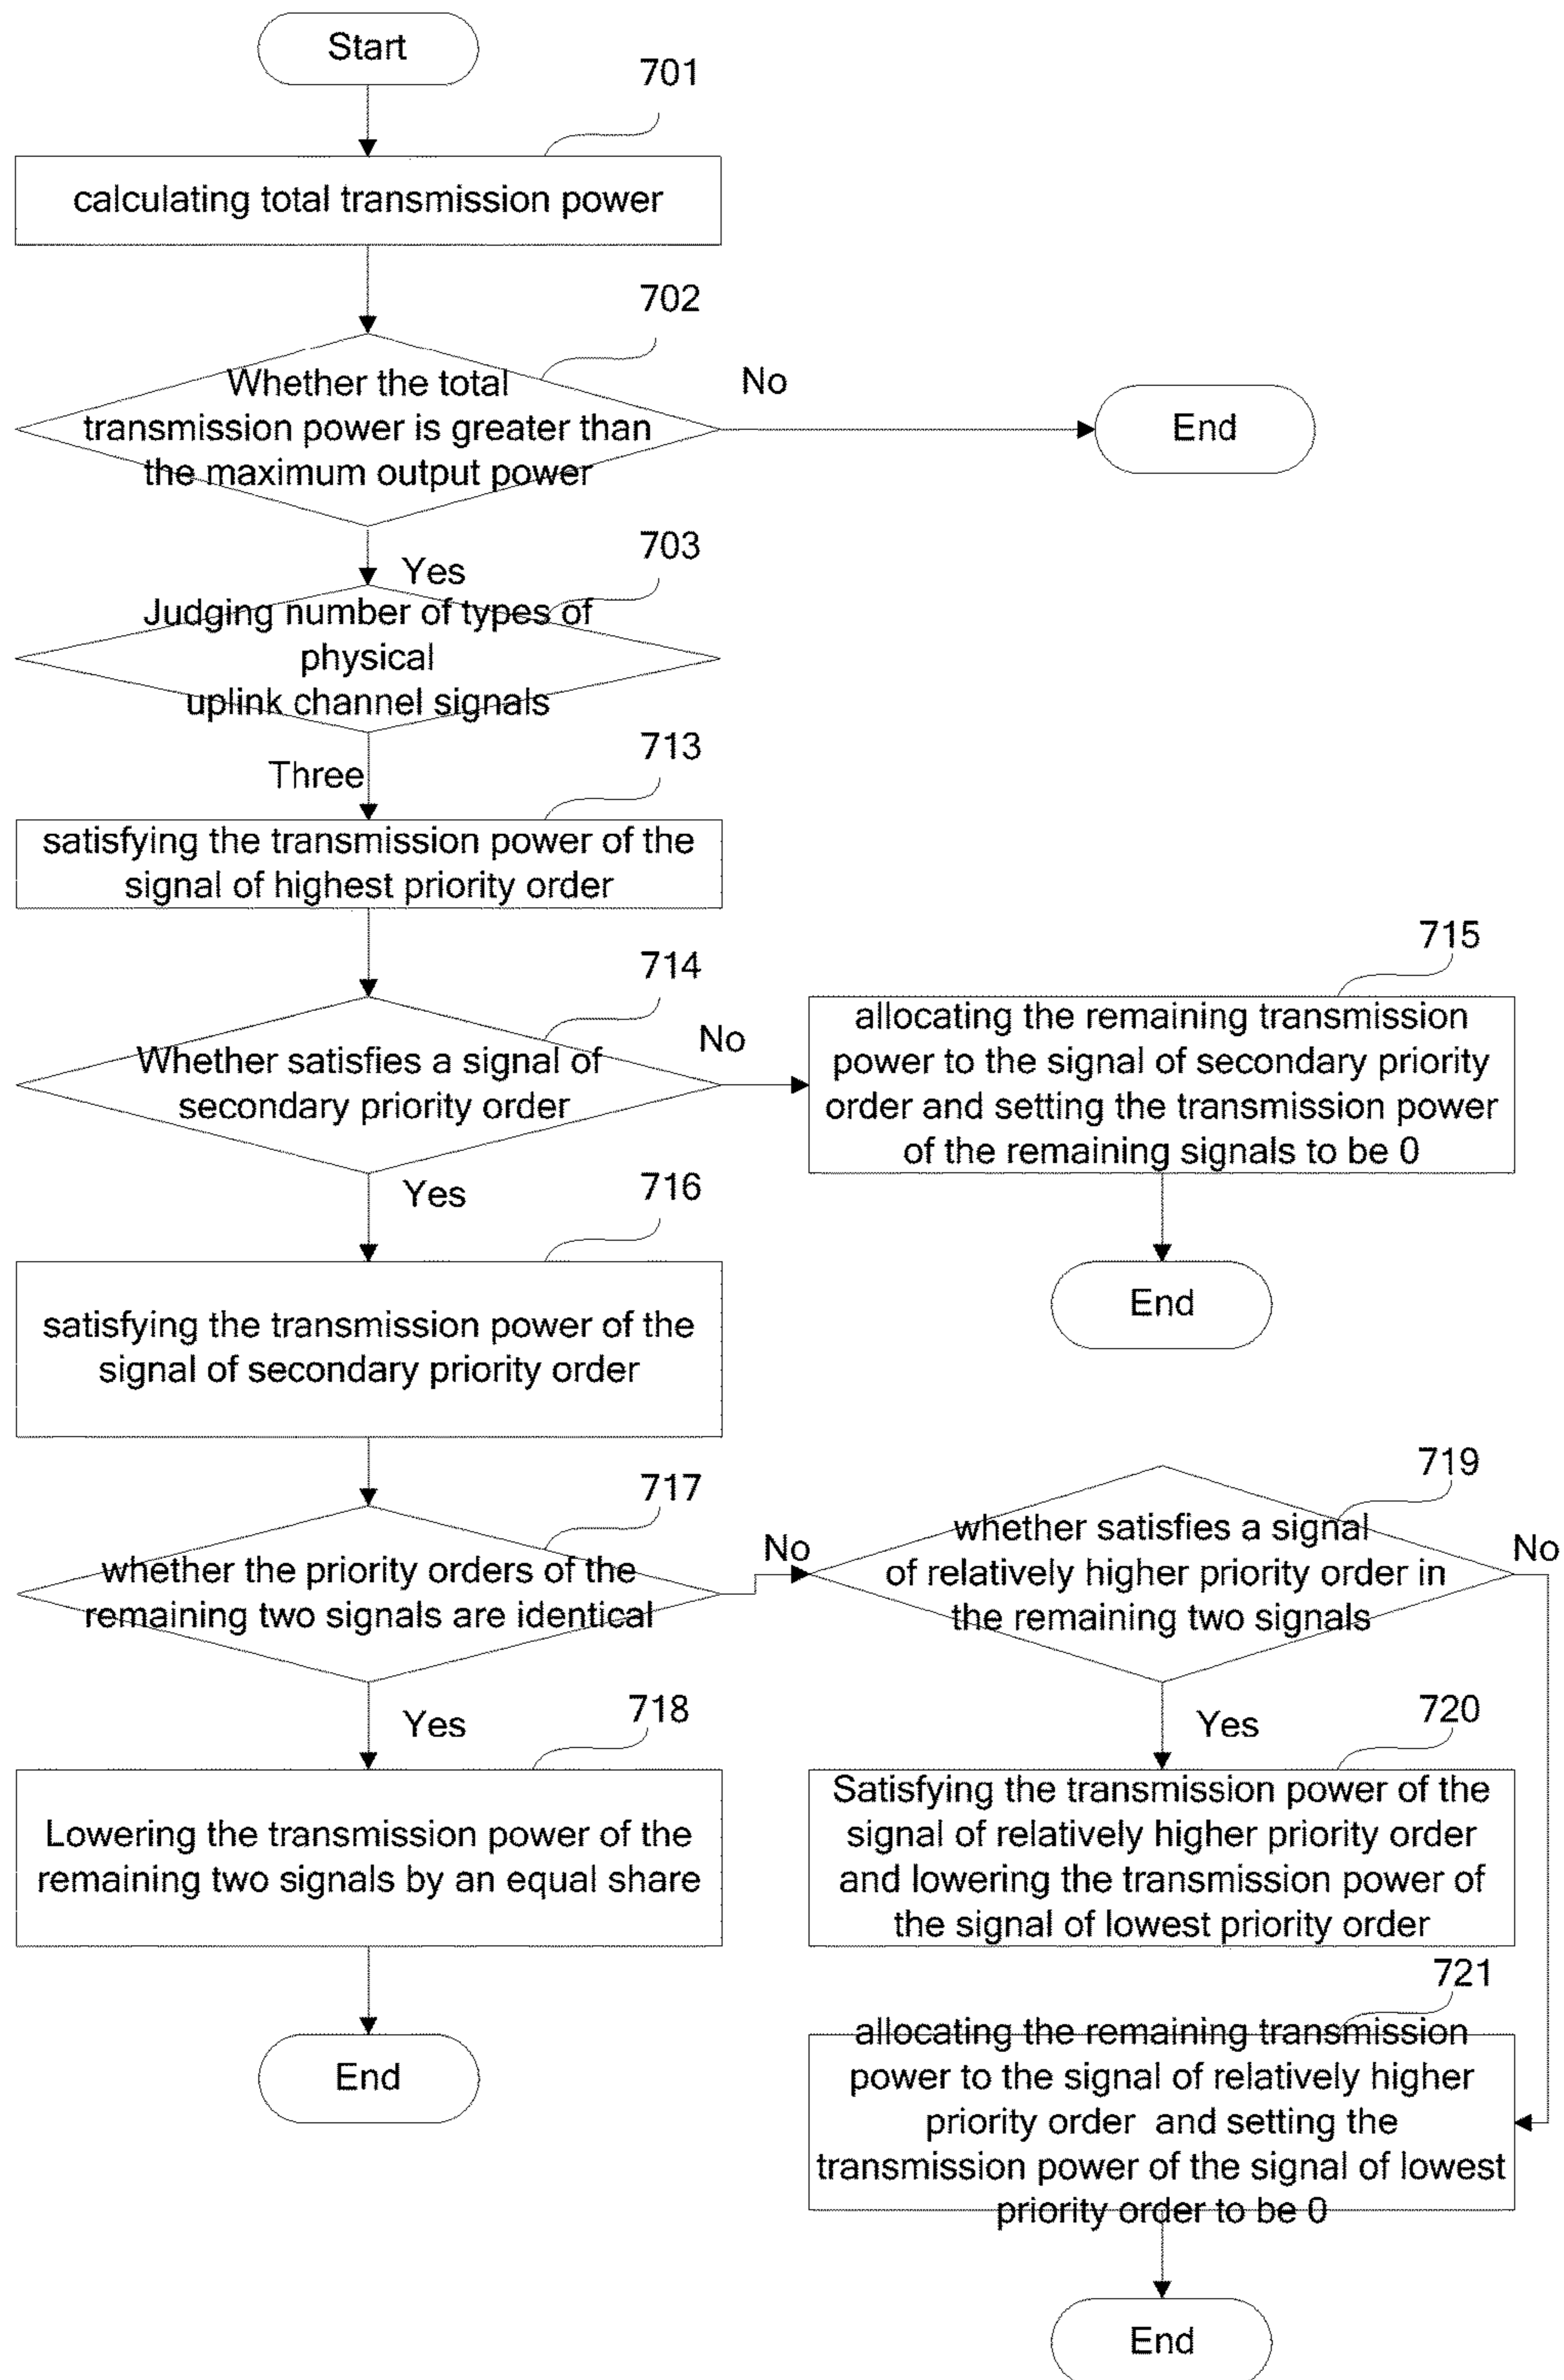 Start
701
calculating total transmission power
702
Whether the total
transmission power is greater than
the maximum output power
No
End
Yes
703
Judging number of types of
physical
uplink channel signals
Three
713
satisfying the transmission power of the
signal of highest priority order
714
Whether satisfies a signal of
secondary priority order
No
715
allocating the remaining transmission
power to the signal of secondary priority
order and setting the transmission power
of the remaining signals to be 0
End
Yes
716
satisfying the transmission power of the
signal of secondary priority order
717
whether the priority orders of the
remaining two signals are identical
No
719
whether satisfies a signal
of relatively higher priority order in
the remaining two signals
No
Yes
718
Lowering the transmission power of the
remaining two signals by an equal share
End
Yes
720
Satisfying the transmission power of the
signal of relatively higher priority order
and lowering the transmission power of
the signal of lowest priority order
721
allocating the remaining transmission
power to the signal of relatively higher
priority order and setting the
transmission power of the signal of lowest
priority order to be 0
End